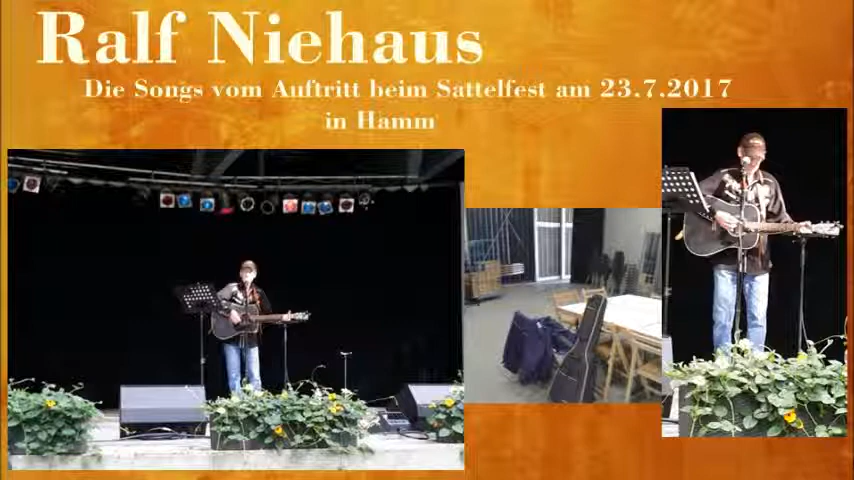 Ralf Niehaus
Die Songs vom Auftritt beim Sattelfest am 23.7.2017
in Hamm